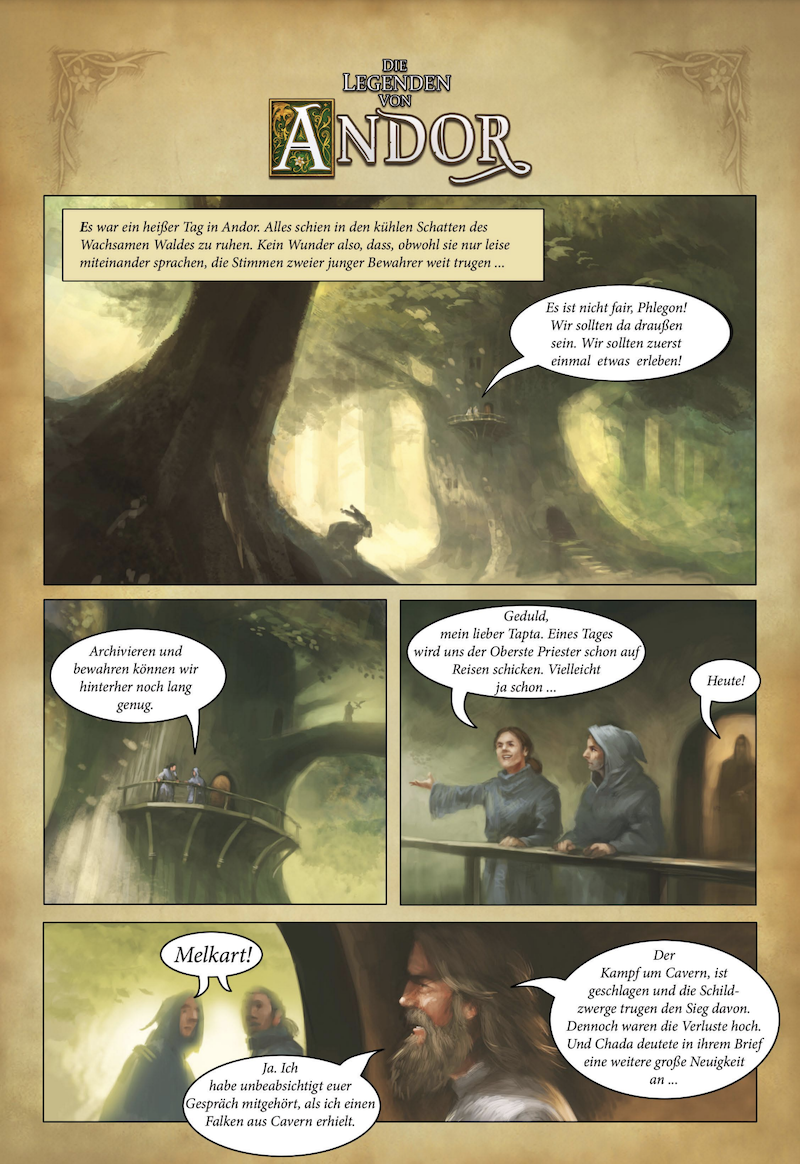 DIE
LEGENDEN
VON
ANDOR
Es war ein heißer Tag in Andor. Alles schien in den kühlen Schatten des
Wachsamen Waldes zu ruhen. Kein Wunder also, dass, obwohl sie nur leise
miteinander sprachen, die Stimmen zweier junger Bewahrer weit trugen ...
Es ist nicht fair, Phlegon!
Wir sollten da draußen
sein. Wir sollten zuerst
einmal etwas erleben!
Archivieren und
bewahren können wir
hinterher noch lang
genug.
Geduld,
mein lieber Tapta. Eines Tages
wird uns der Oberste Priester schon auf
Reisen schicken. Vielleicht
ja schon ...
Heute!
Melkart!
Ja. Ich
habe unbeabsichtigt euer
Gespräch mitgehört, als ich einen
Falken aus Cavern erhielt.
Der
Kampf um Cavern, ist
geschlagen und die Schild-
zwerge trugen den Sieg davon.
Dennoch waren die Verluste hoch.
Und Chada deutete in ihrem Brief
eine weitere große Neuigkeit
an ...